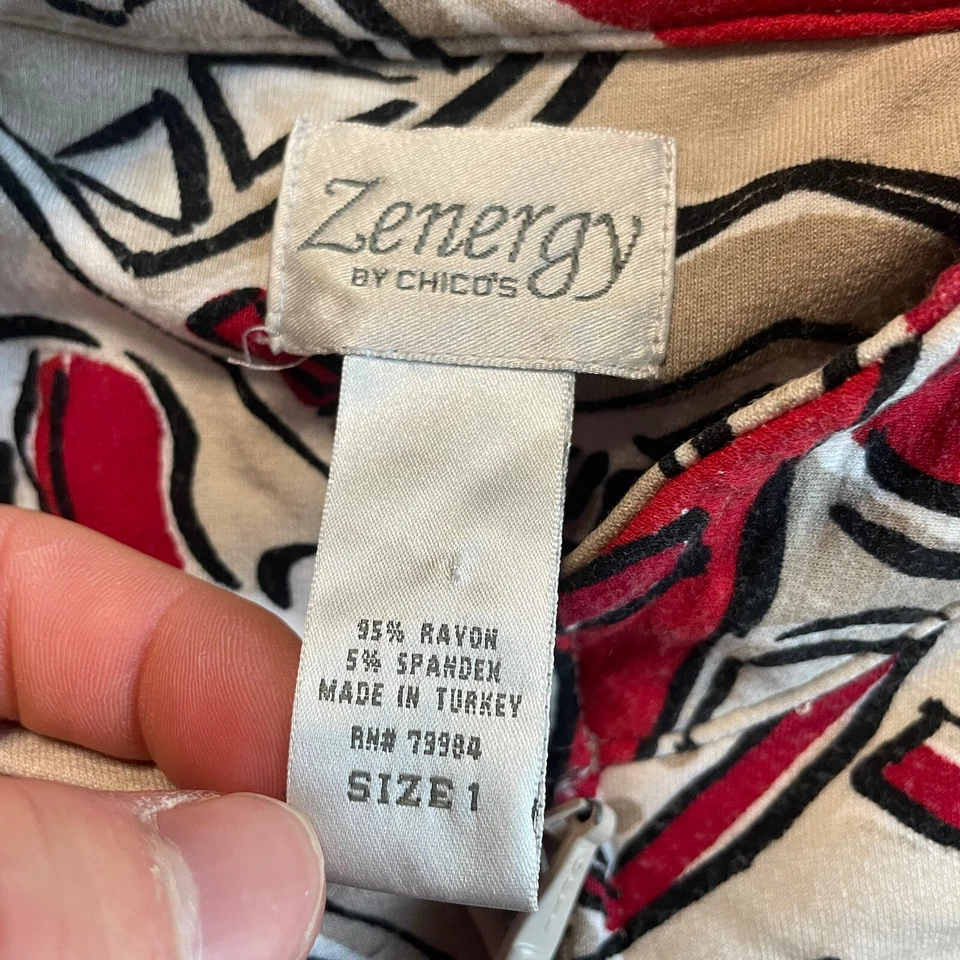 Zenergy
BY CHICO'S
95% RAYON
5% SPANDEX
MADE IN TURKEY
RN# 73984
SIZE 1